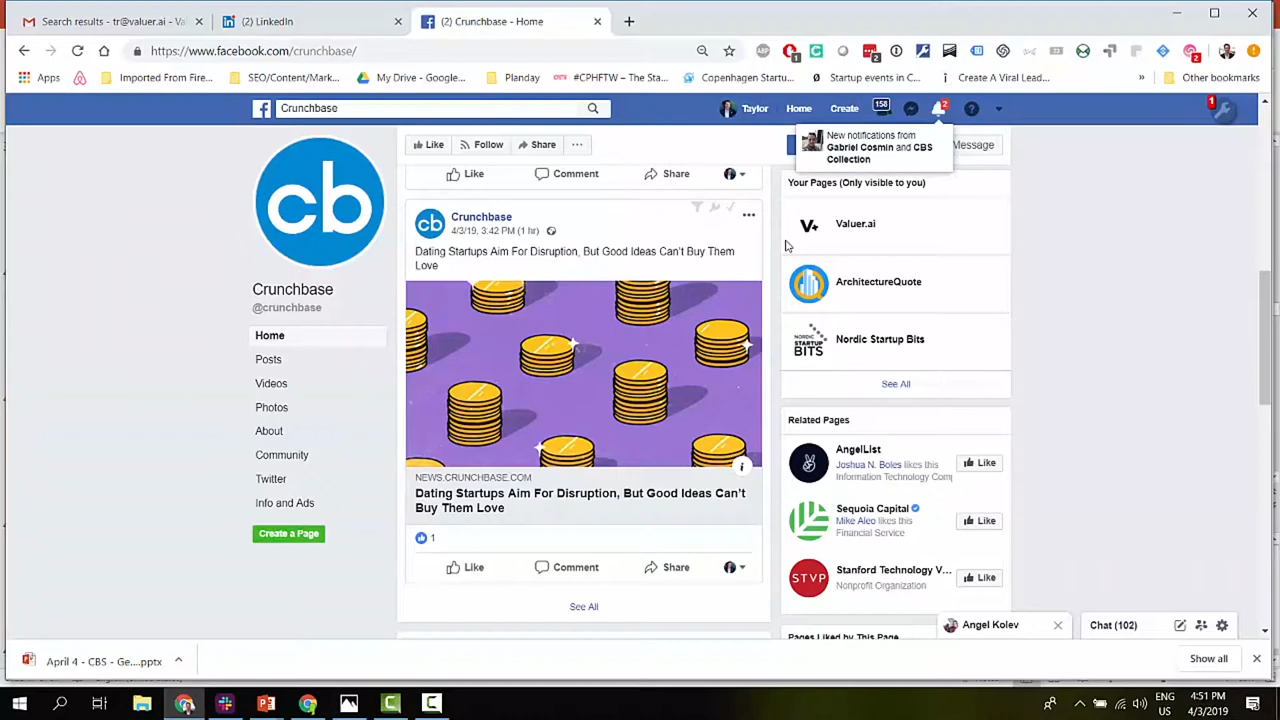 Search results - tr@valuer.ai - Va
(2) LinkedIn
(2) Crunchbase - Home
https://www.facebook.com/crunchbase/
Apps
Imported From Fire...
SEO/Content/Mark...
My Drive - Google...
Planday
#CPHFTW – The Sta...
Copenhagen Startu...
Startup events in C...
Create A Viral Lead...
Other bookmarks
Crunchbase
Taylor
Home
Create
158
2
1
New notifications from
Gabriel Cosmin and CBS
Collection
Like
Follow
Share
Message
cb
Crunchbase
@crunchbase
Home
Posts
Videos
Photos
About
Community
Twitter
Info and Ads
Create a Page
Like
Comment
Share
cb
Crunchbase
4/3/19, 3:42 PM (1 hr)
Dating Startups Aim For Disruption, But Good Ideas Can't Buy Them
Love
NEWS.CRUNCHBASE.COM
Dating Startups Aim For Disruption, But Good Ideas Can't
Buy Them Love
1
Like
Comment
Share
See All
Your Pages (Only visible to you)
V+
Valuer.ai
ArchitectureQuote
NORDIC
STARTUP
BITS
Nordic Startup Bits
See All
Related Pages
AngelList
Joshua N. Boles likes this
Information Technology Comp
Like
Sequoia Capital
Mike Aleo likes this
Financial Service
Like
STVP
Stanford Technology V...
Nonprofit Organization
Like
Pages Liked by This Page
Angel Kolev
Chat (102)
April 4 - CBS - Ge....pptx
Show all
ENG
US
4:51 PM
4/3/2019